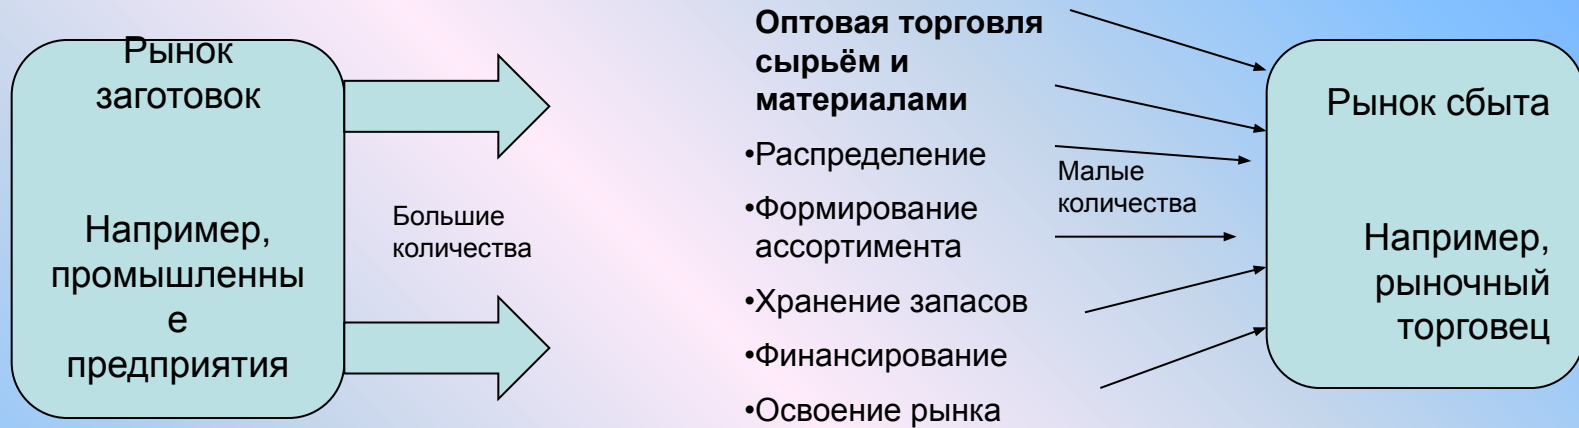 Рынок
заготовок
Например,
промышленны
е
предприятия
Большие
количества
Оптовая торговля
сырьём и
материалами
•Распределение
•Формирование
ассортимента
•Хранение запасов
•Финансирование
•Освоение рынка
Малые
количества
Рынок сбыта
Например,
рыночный
торговец